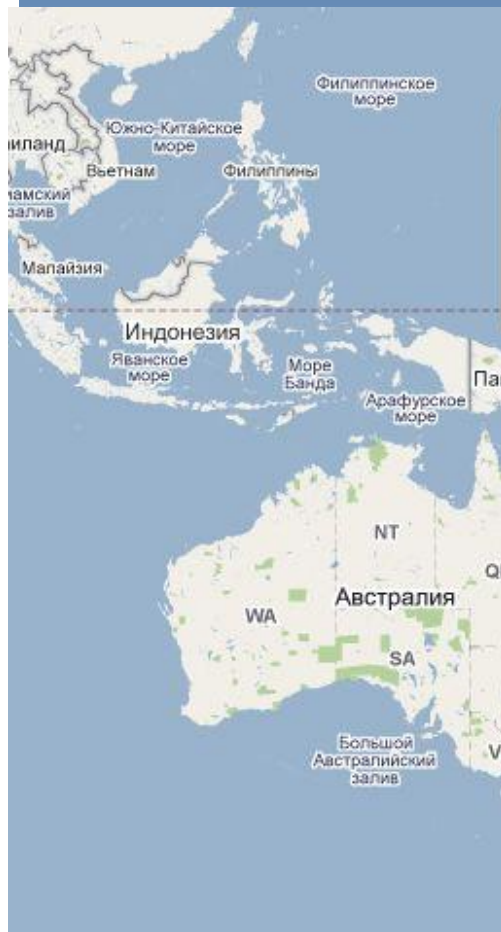 Филиппинское
море
Южно-Китайское
море
иланд
Вьетнам
Филиппины
иамский
залив
Малайзия
Индонезия
Яванское
море
Море
Банда
Па
Арафурское
море
NT
Q
Австралия
WA
SA
Большой
Австралийский
залив
V